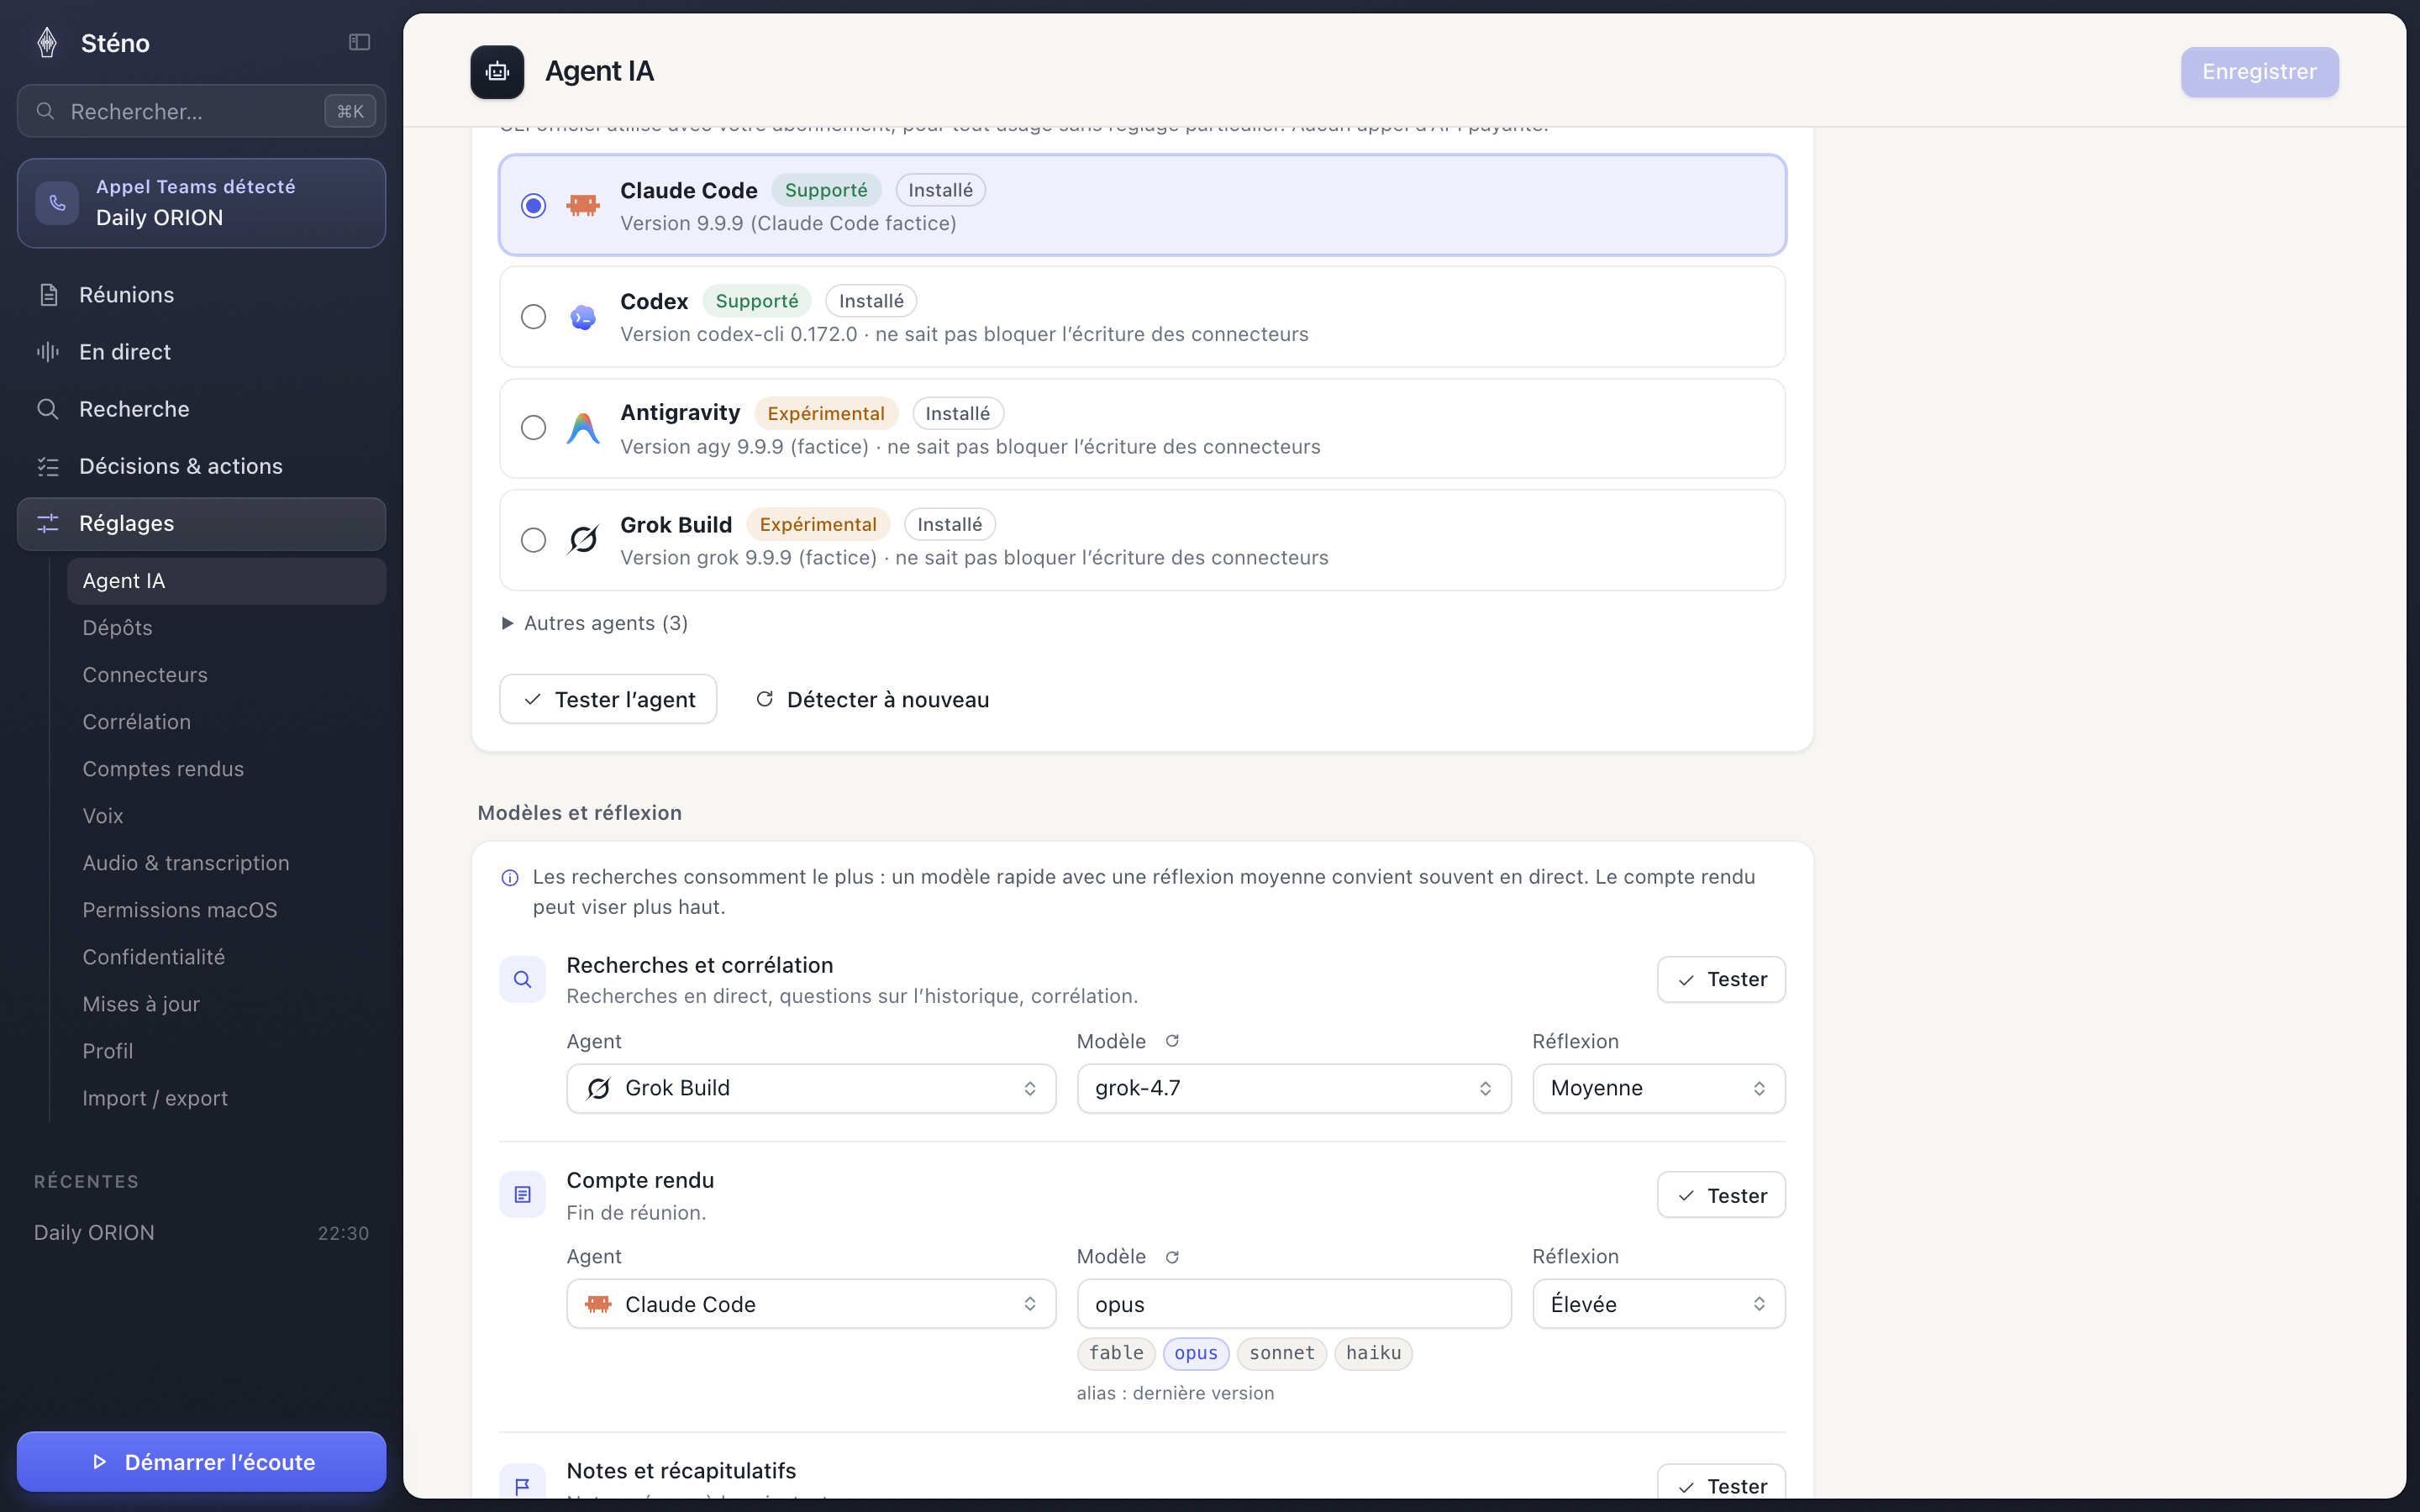 Sténo
Rechercher...
⌘K
Appel Teams détecté
Daily ORION
Réunions
En direct
Recherche
Décisions & actions
Réglages
Agent IA
Dépôts
Connecteurs
Corrélation
Comptes rendus
Voix
Audio & transcription
Permissions macOS
Confidentialité
Mises à jour
Profil
Import / export
RÉCENTES
Daily ORION 22:30
Démarrer l’écoute
Agent IA
Enregistrer
Claude Code Supporté Installé
Version 9.9.9 (Claude Code factice)
Codex Supporté Installé
Version codex-cli 0.172.0 · ne sait pas bloquer l’écriture des connecteurs
Antigravity Expérimental Installé
Version agy 9.9.9 (factice) · ne sait pas bloquer l’écriture des connecteurs
Grok Build Expérimental Installé
Version grok 9.9.9 (factice) · ne sait pas bloquer l’écriture des connecteurs
Autres agents (3)
Tester l’agent Détecter à nouveau
Modèles et réflexion
Les recherches consomment le plus : un modèle rapide avec une réflexion moyenne convient souvent en direct. Le compte rendu
peut viser plus haut.
Recherches et corrélation
Recherches en direct, questions sur l’historique, corrélation.
Tester
Agent Modèle Réflexion
Grok Build grok-4.7 Moyenne
Compte rendu
Fin de réunion.
Tester
Agent Modèle Réflexion
Claude Code opus Élevée
fable opus sonnet haiku
alias : dernière version
Notes et récapitulatifs
Tester